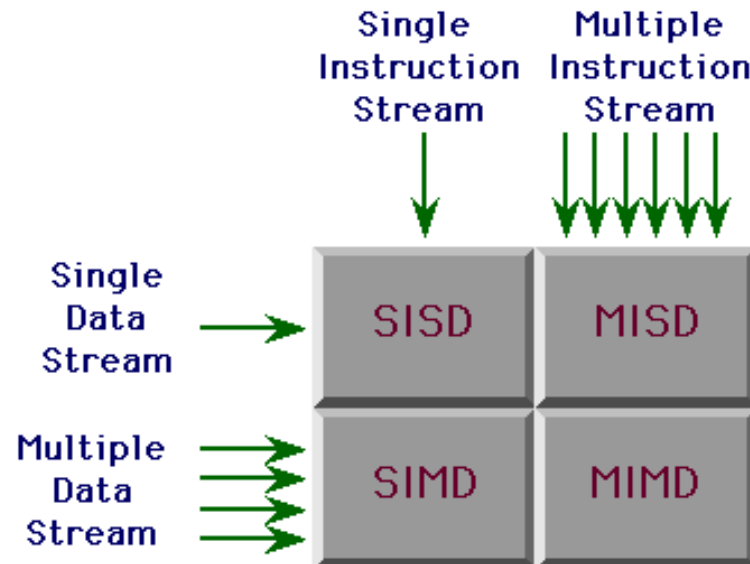 Single
Instruction
Stream
Multiple
Instruction
Stream
Single
Data
Stream
SISD
MISD
Multiple
Data
Stream
SIMD
MIMD